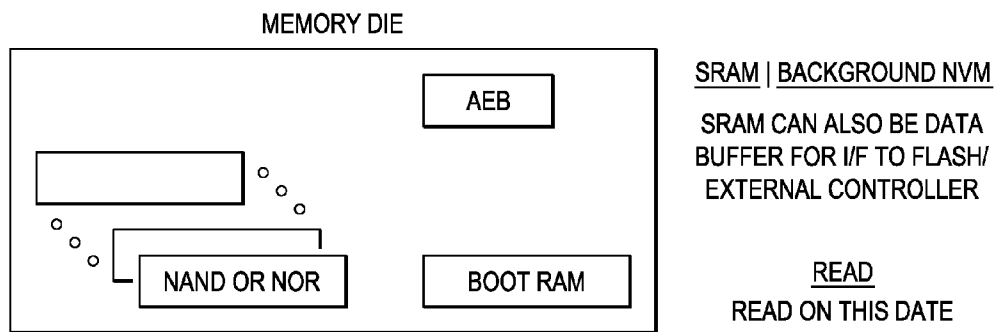 MEMORY DIE
AEB
NAND OR NOR
BOOT RAM
SRAM | BACKGROUND NVM
SRAM CAN ALSO BE DATA
BUFFER FOR I/F TO FLASH/
EXTERNAL CONTROLLER
READ
READ ON THIS DATE